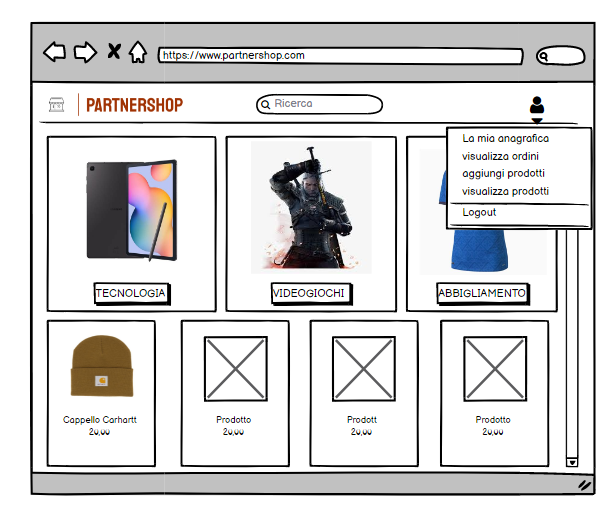 https://www.partnershop.com
PARTNERSHOP
Ricerca
La mia anagrafica
visualizza ordini
aggiungi prodotti
visualizza prodotti
Logout
TECNOLOGIA
VIDEOGIOCHI
ABBIGLIAMENTO
Cappello Carhartt
20,00
Prodotto
20,00
Prodott
20,00
Prodotto
20,00